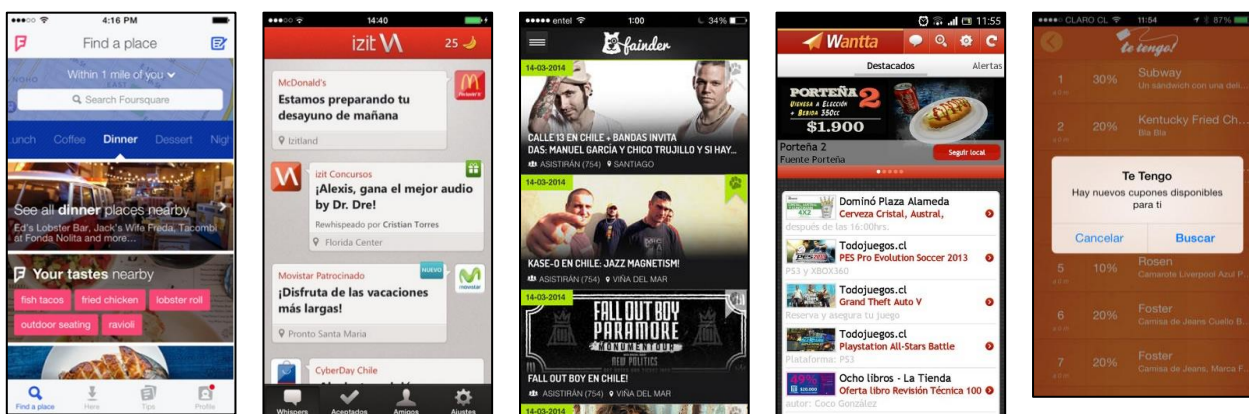 4:16 PM
Find a place
Within 1 mile of you
Search Foursquare
Lunch Coffee Dinner Dessert Nig
See all dinner places nearby
Ed's Lobster Bar, Jack's Wife Freda, Tacombi
at Fonda Nolita and more...
Your tastes nearby
fish tacos fried chicken lobster roll
outdoor seating ravioli
Find a place Here Tips Profile
14:40
izit
25
McDonald's
Estamos preparando tu
desayuno de mañana
Izitland
izit Concursos
¡Alexis, gana el mejor audio
by Dr. Dre!
Rewhispeado por Cristian Torres
Florida Center
Movistar Patrocinado
NUEVO
¡Disfruta de las vacaciones
más largas!
movistar
Pronto Santa Maria
CyberDay Chile
Whispers Aceptados Amigos Ajustes
entel 1:00 34%
fainder
14-03-2014
CALLE 13 EN CHILE + BANDAS INVITA
DAS: MANUEL GARCÍA Y CHICO TRUJILLO Y SI HAY...
ASISTIRÁN (754) SANTIAGO
14-03-2014
KASE-O EN CHILE: JAZZ MAGNETISM!
ASISTIRÁN (754) VIÑA DEL MAR
14-03-2014
FALL OUT BOY
PARAMORE
MONUMENTOUR
NEW POLITICS
FALL OUT BOY EN CHILE!
ASISTIRÁN (754) VIÑA DEL MAR
14-03-2014
11:55
Wantta
Destacados Alertas
PORTEÑA 2
VIENESA A ELECCIÓN
+ BEBIDA 350CC
$1.900
Porteña 2
Fuente Porteña
Seguir local
Dominó Plaza Alameda
Cerveza Cristal, Austral,
después de las 16:00hrs.
Todojuegos.cl
PES Pro Evolution Soccer 2013
PS3 y XBOX360
Todojuegos.cl
Grand Theft Auto V
Reserva y asegura tu juego
Todojuegos.cl
Playstation All-Stars Battle
Plataforma: PS3
49%
Ocho libros - La Tienda
Oferta libro Revisión Técnica 100
autor: Coco González
CLARO CL 11:54 87%
te tengo!
1 30% Subway
Un sándwich con una deli...
2 20% Kentucky Fried Ch...
Bla Bla
Te Tengo
Hay nuevos cupones disponibles
para ti
Cancelar Buscar
5 10% Rosen
Camarote Liverpool Azul P...
6 20% Foster
Camisa de Jeans Cuello B...
7 20% Foster
Camisa de Jeans, Marca F...